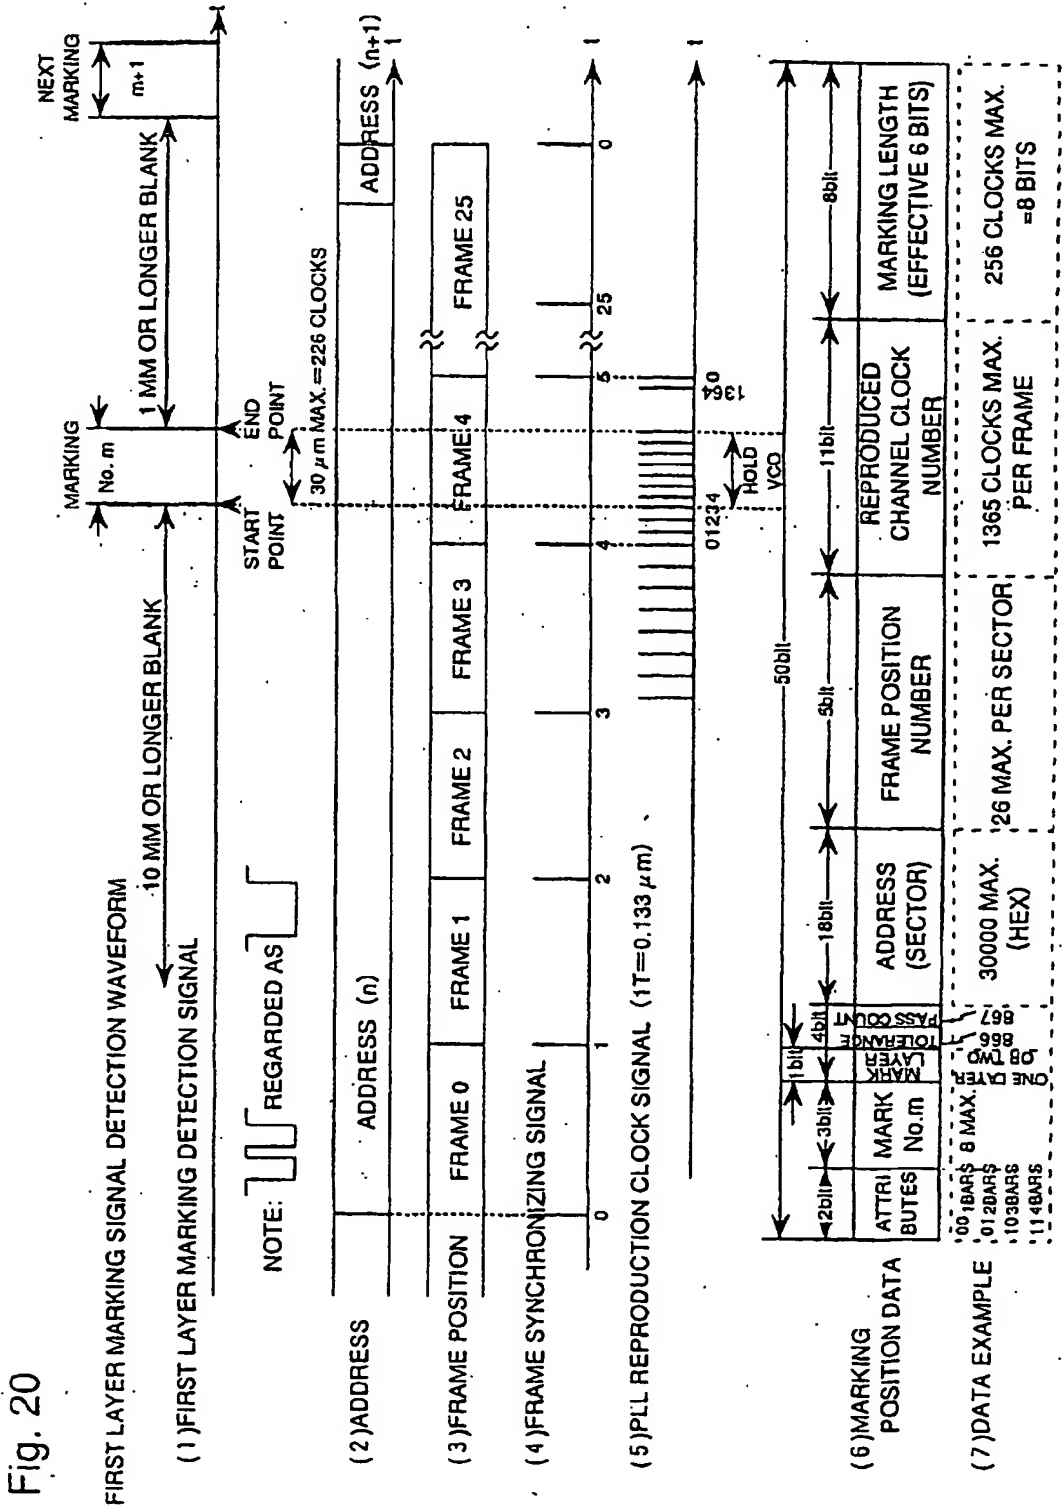 Fig. 20
FIRST LAYER MARKING SIGNAL DETECTION WAVEFORM
(1)FIRST LAYER MARKING DETECTION SIGNAL
10 MM OR LONGER BLANK
MARKING
No. m
1 MM OR LONGER BLANK
NEXT
MARKING
m+1
t
START
POINT
END
POINT
NOTE:
REGARDED AS
30 μm MAX.=226 CLOCKS
(2)ADDRESS
ADDRESS (n)
ADDRESS (n+1)
t
(3)FRAME POSITION
FRAME 0
FRAME 1
FRAME 2
FRAME 3
FRAME 4
FRAME 25
(4)FRAME SYNCHRONIZING SIGNAL
0
1
2
3
4
5
25
0
t
(5)PLL REPRODUCTION CLOCK SIGNAL (1T=0.133 μm)
01234
HOLD
VCO
1364
0
t
50bit
2bit
3bit
1bit
4bit
18bit
5bit
11bit
8bit
(6)MARKING
POSITION DATA
ATTRI
BUTES
MARK
No.m
MARK
LAYER
TOLERANCE
PASS COUNT
ADDRESS
(SECTOR)
FRAME POSITION
NUMBER
REPRODUCED
CHANNEL CLOCK
NUMBER
MARKING LENGTH
(EFFECTIVE 6 BITS)
(7)DATA EXAMPLE
00 1BARS
01 2BARS
10 3BARS
11 4BARS
8 MAX.
ONE LAYER
OR TWO
866
867
30000 MAX.
(HEX)
26 MAX. PER SECTOR
1365 CLOCKS MAX.
PER FRAME
256 CLOCKS MAX.
=8 BITS